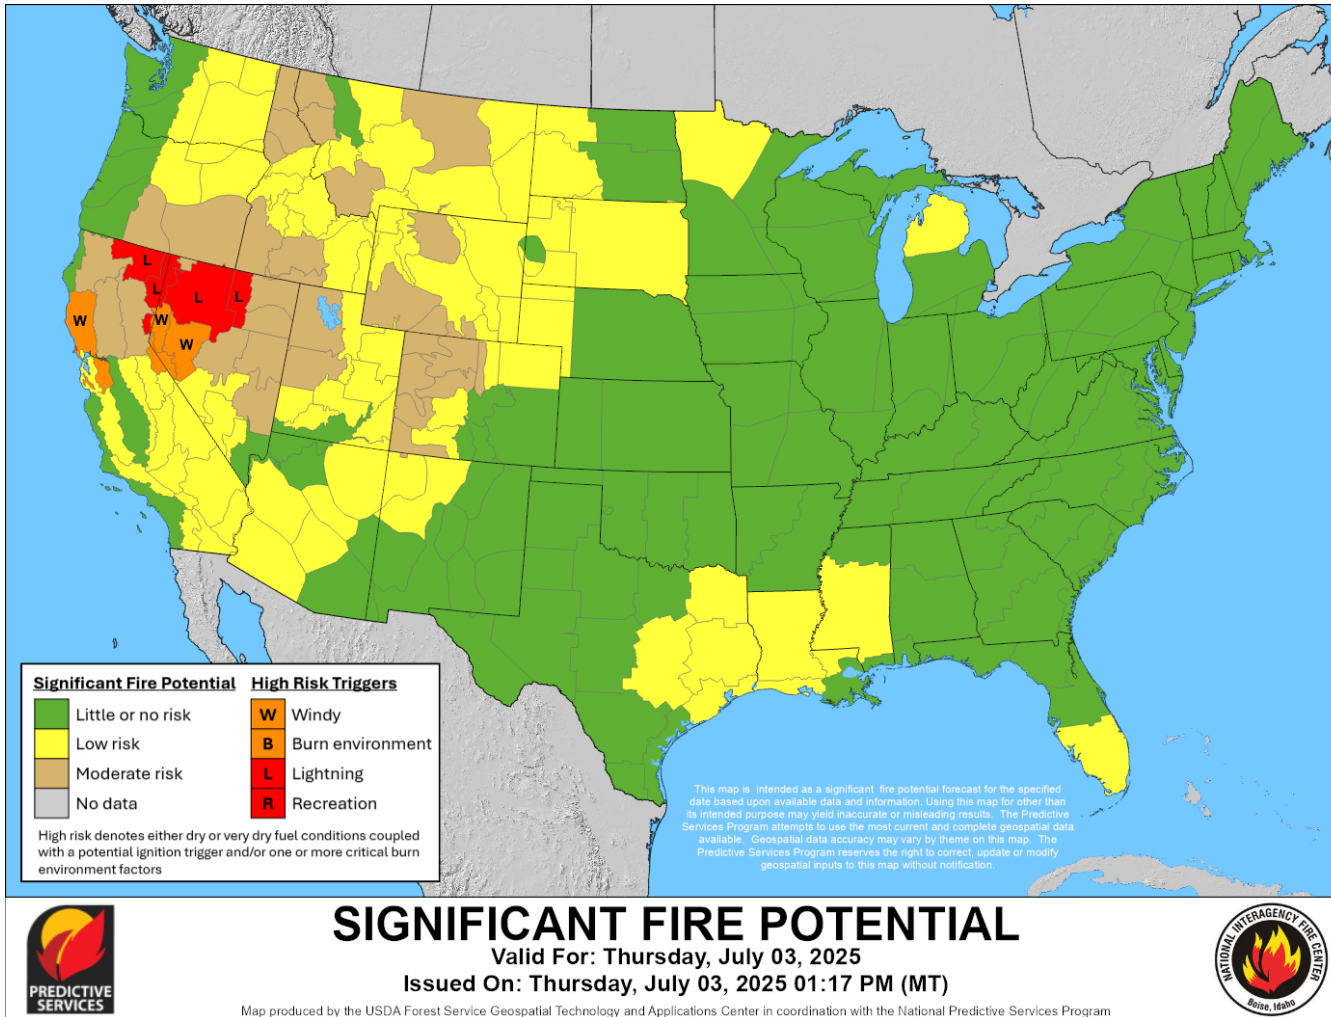 L
L
L
L
W
W
W
Significant Fire Potential
Little or no risk
Low risk
Moderate risk
No data
High Risk Triggers
W Windy
B Burn environment
L Lightning
R Recreation
High risk denotes either dry or very dry fuel conditions coupled
with a potential ignition trigger and/or one or more critical burn
environment factors
This map is intended as a significant fire potential forecast for the specified
date based upon available data and information. Using this map for other than
its intended purpose may yield inaccurate or misleading results. The Predictive
Services Program attempts to use the most current and complete geospatial data
available. Geospatial data accuracy may vary by theme on this map. The
Predictive Services Program reserves the right to correct, update or modify
geospatial inputs to this map without notification.
PREDICTIVE
SERVICES
SIGNIFICANT FIRE POTENTIAL
Valid For: Thursday, July 03, 2025
Issued On: Thursday, July 03, 2025 01:17 PM (MT)
Map produced by the USDA Forest Service Geospatial Technology and Applications Center in coordination with the National Predictive Services Program
NATIONAL INTERAGENCY FIRE CENTER
Boise, Idaho